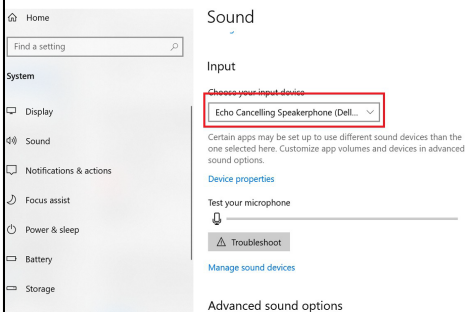 Home
Find a setting
System
Display
Sound
Notifications & actions
Focus assist
Power & sleep
Battery
Storage
Sound
Input
Choose your input device
Echo Cancelling Speakerphone (Dell...
Certain apps may be set up to use different sound devices than the
one selected here. Customize app volumes and devices in advanced
sound options.
Device properties
Test your microphone
Troubleshoot
Manage sound devices
Advanced sound options